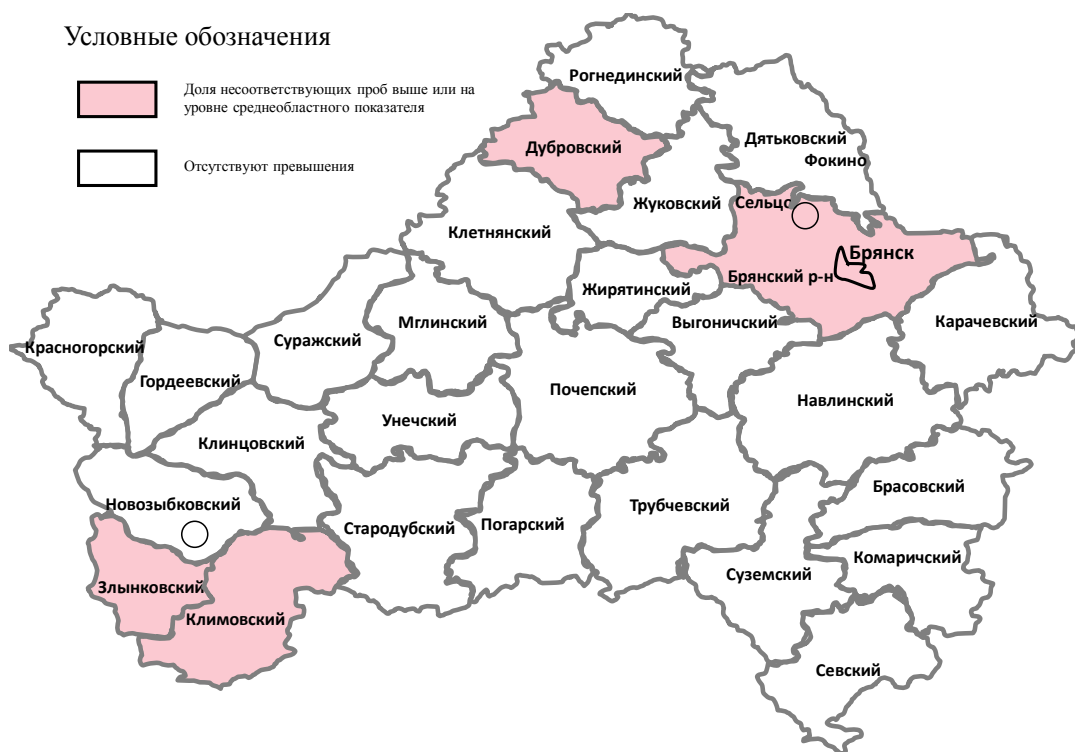 Условные обозначения
Доля несоответствующих проб выше или на
уровне среднеобластного показателя
Отсутствуют превышения
Рогнединский
Дубровский
Дятьковский
Фокино
Жуковский
Сельцо
Клетнянский
Брянск
Брянский р-н
Жирятинский
Выгоничский
Карачевский
Мглинский
Суражский
Красногорский
Гордеевский
Почепский
Навлинский
Унечский
Клинцовский
Брасовский
Новозыбковский
Стародубский
Погарский
Трубчевский
Комаричский
Суземский
Злынковский
Климовский
Севский